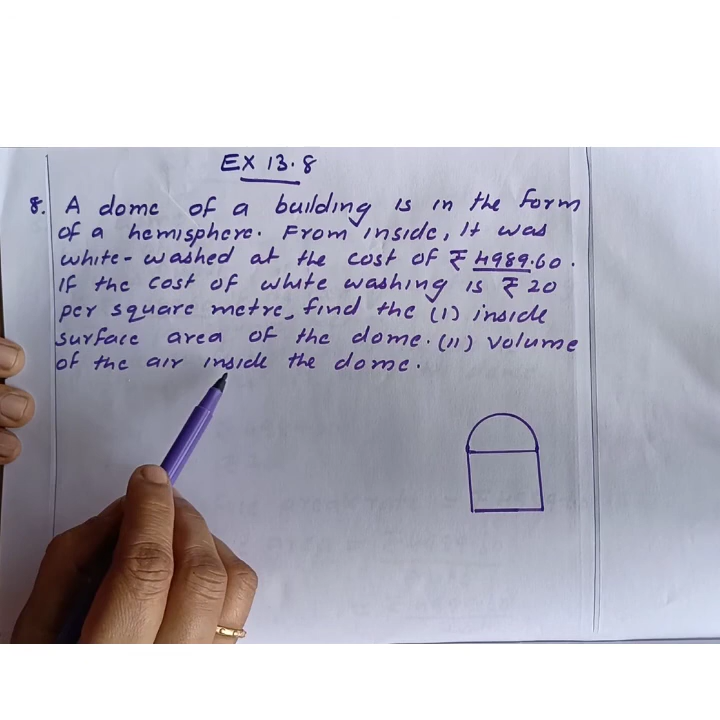 EX 13.8
8. A dome of a building is in the form
of a hemisphere. From inside, it was
white-washed at the cost of ₹ 4989.60.
If the cost of white washing is ₹ 20
per square metre, find the (i) inside
surface area of the dome. (ii) volume
of the air inside the dome.